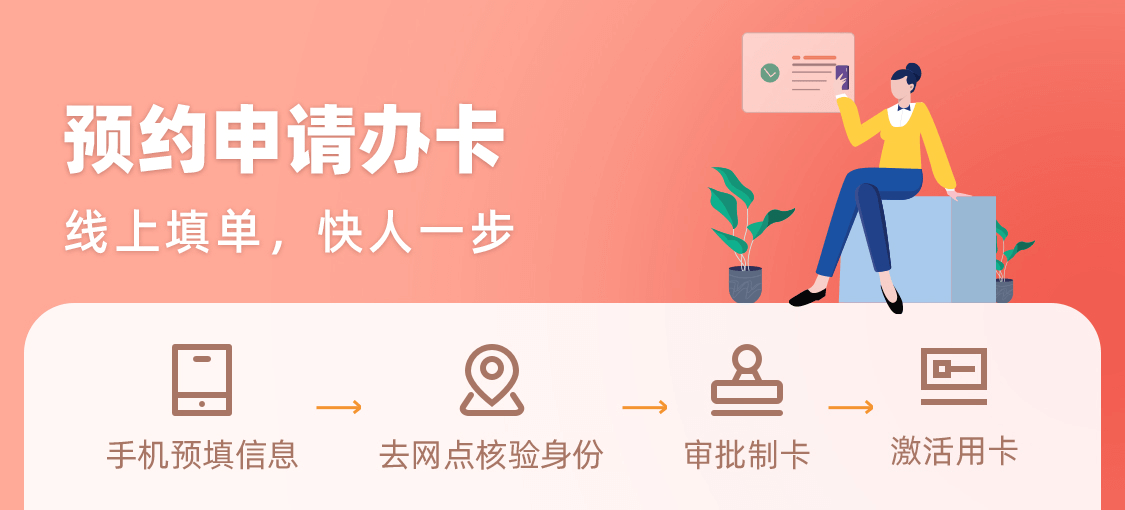 预约申请办卡
线上填单，快人一步
手机预填信息
去网点核验身份
审批制卡
激活用卡